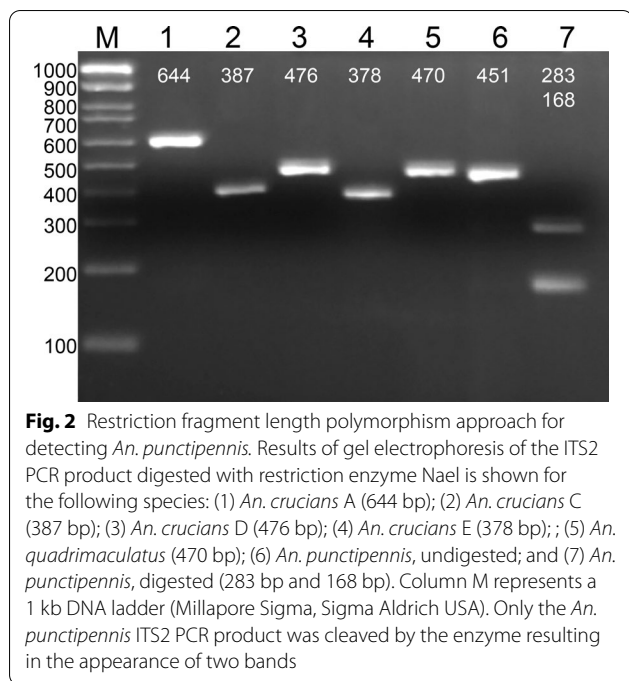 M 1 2 3 4 5 6 7
1000 644 387 476 378 470 451 283
900 168
800
700
600
500
400
300
200
100
Fig. 2 Restriction fragment length polymorphism approach for
detecting An. punctipennis. Results of gel electrophoresis of the ITS2
PCR product digested with restriction enzyme NaeI is shown for
the following species: (1) An. crucians A (644 bp); (2) An. crucians C
(387 bp); (3) An. crucians D (476 bp); (4) An. crucians E (378 bp); ; (5) An.
quadrimaculatus (470 bp); (6) An. punctipennis, undigested; and (7) An.
punctipennis, digested (283 bp and 168 bp). Column M represents a
1 kb DNA ladder (Millapore Sigma, Sigma Aldrich USA). Only the An.
punctipennis ITS2 PCR product was cleaved by the enzyme resulting
in the appearance of two bands